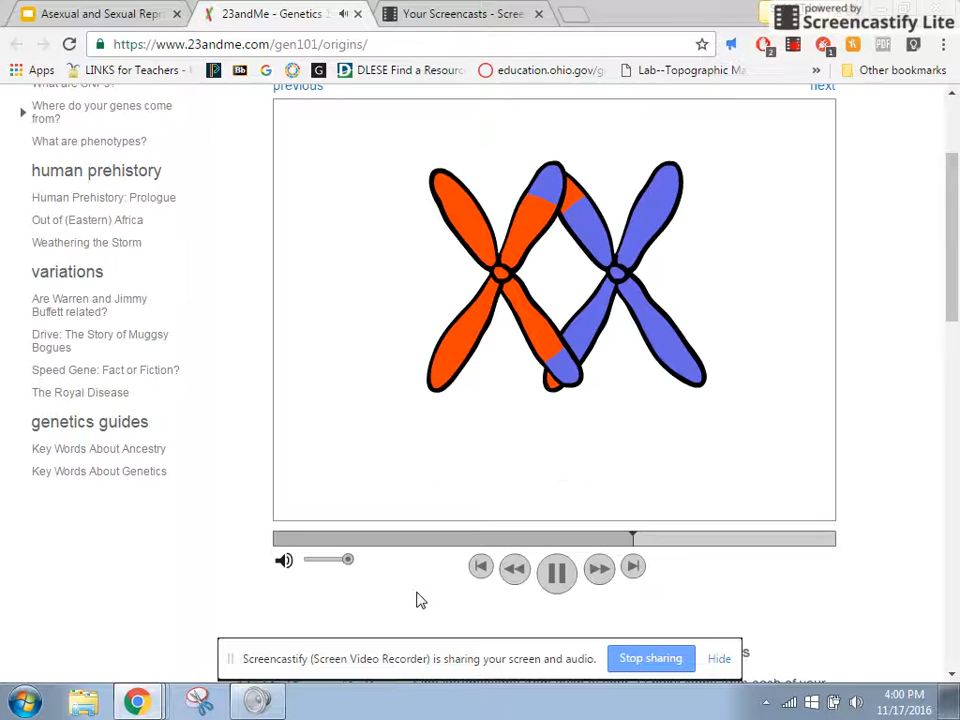 Asexual and Sexual Repr
23andMe - Genetics
Your Screencasts - Scree
powered by
Screencastify Lite
https://www.23andme.com/gen101/origins/
Apps
LINKS for Teachers -
DLESE Find a Resourc
education.ohio.gov/g
Lab--Topographic Ma
»
Other bookmarks
previous
next
Where do your genes come
from?
What are phenotypes?
human prehistory
Human Prehistory: Prologue
Out of (Eastern) Africa
Weathering the Storm
variations
Are Warren and Jimmy
Buffett related?
Drive: The Story of Muggsy
Bogues
Speed Gene: Fact or Fiction?
The Royal Disease
genetics guides
Key Words About Ancestry
Key Words About Genetics
Screencastify (Screen Video Recorder) is sharing your screen and audio.
Stop sharing
Hide
4:00 PM
11/17/2016